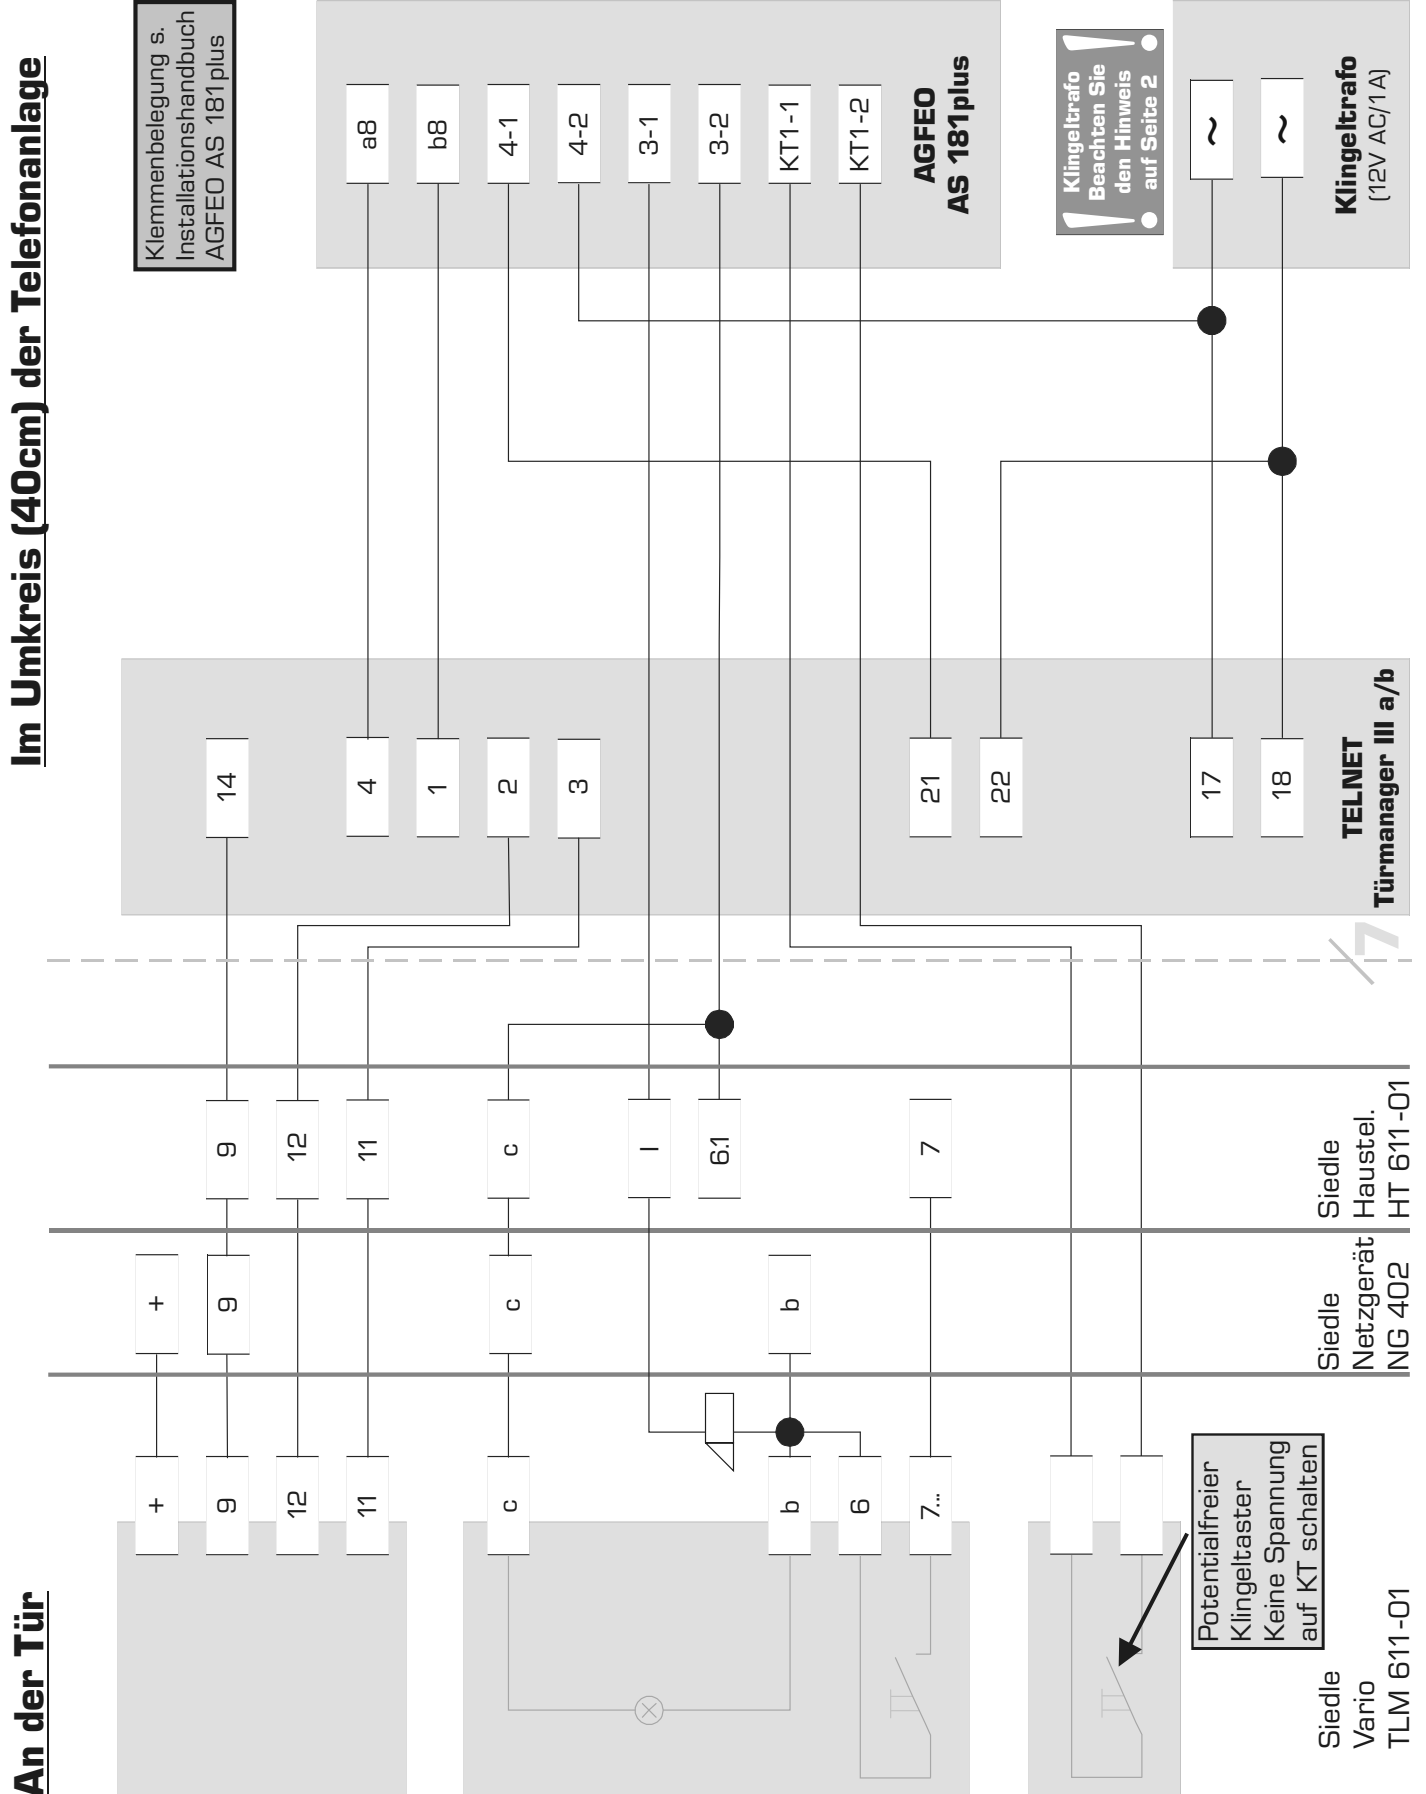 An der Tür
Im Umkreis (40cm) der Telefonanlage
Klemmenbelegung s.
Installationshandbuch
AGFEO AS 181plus
+
+
14
9
9
9
12
12
11
11
4
a8
1
b8
2
4-1
3
4-2
c
c
c
I
3-1
6.1
3-2
b
b
KT1-1
6
KT1-2
7...
7
21
22
AGFEO
AS 181plus
Klingeltrafo
Beachten Sie
den Hinweis
auf Seite 2
17
~
18
~
Potentialfreier
Klingeltaster
Keine Spannung
auf KT schalten
Siedle
Vario
TLM 611-01
Siedle
Netzgerät
NG 402
Siedle
Haustel.
HT 611-01
7
TELNET
Türmanager III a/b
Klingeltrafo
(12V AC/1A)